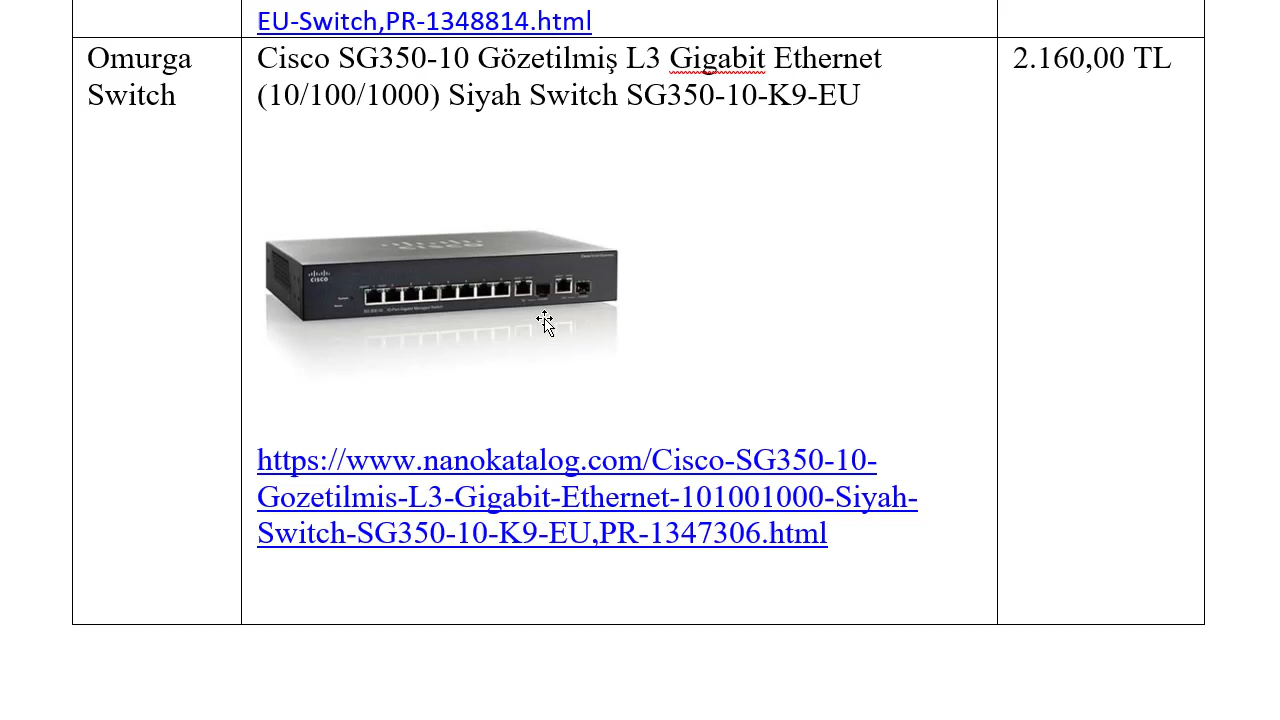 EU-Switch,PR-1348814.html
Omurga
Switch
Cisco SG350-10 Gözetilmiş L3 Gigabit Ethernet
(10/100/1000) Siyah Switch SG350-10-K9-EU
2.160,00 TL
CISCO
CISCO
https://www.nanokatalog.com/Cisco-SG350-10-
Gozetilmis-L3-Gigabit-Ethernet-101001000-Siyah-
Switch-SG350-10-K9-EU,PR-1347306.html